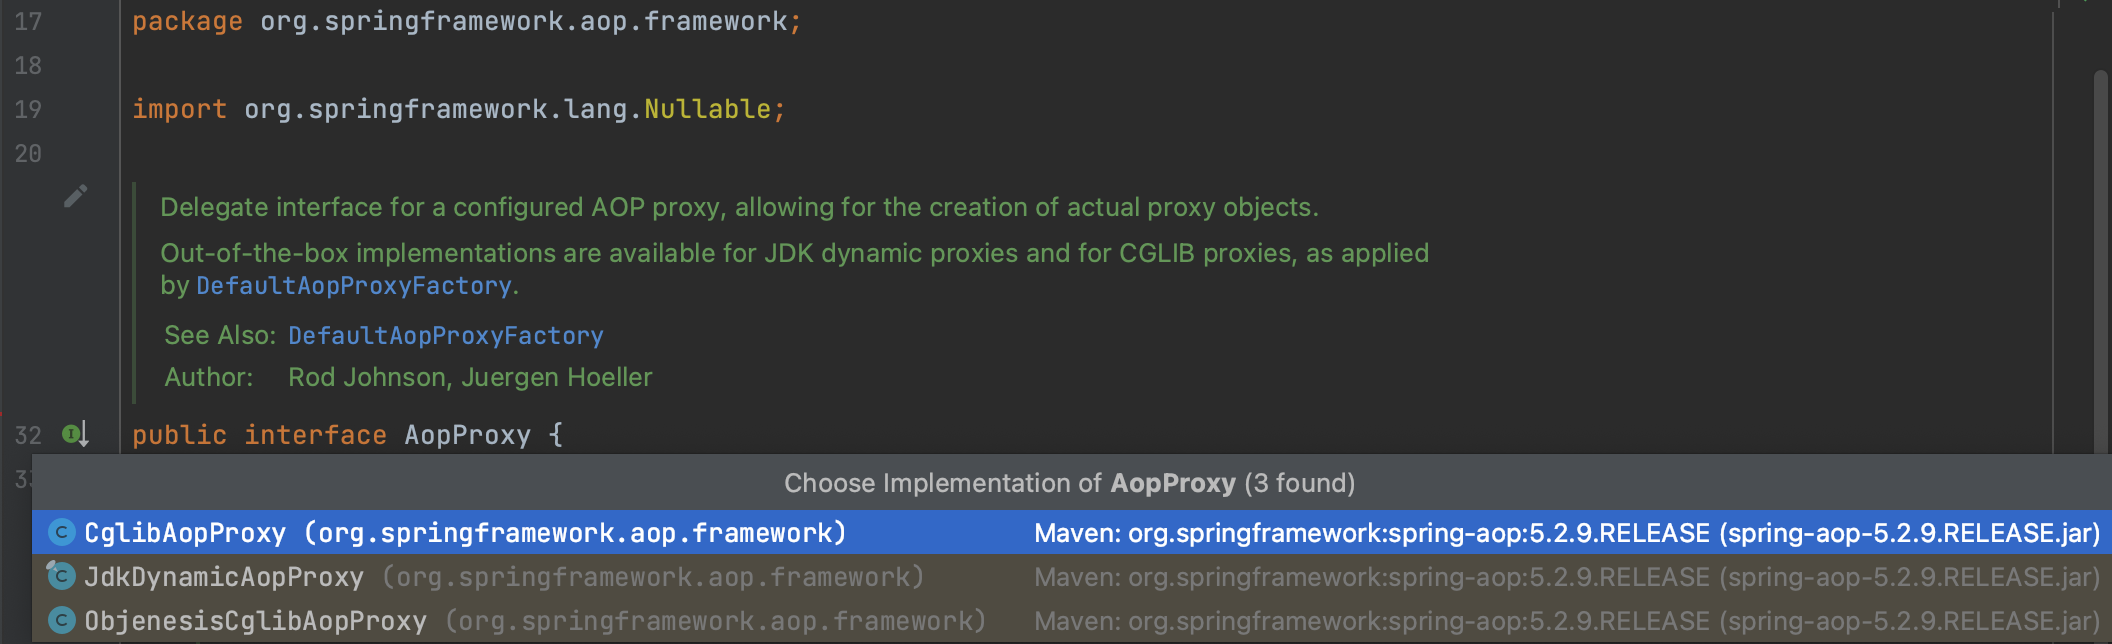 17 package org.springframework.aop.framework;
18
19 import org.springframework.lang.Nullable;
20
Delegate interface for a configured AOP proxy, allowing for the creation of actual proxy objects.
Out-of-the-box implementations are available for JDK dynamic proxies and for CGLIB proxies, as applied
by DefaultAopProxyFactory.
See Also: DefaultAopProxyFactory
Author: Rod Johnson, Juergen Hoeller
32 public interface AopProxy {
33
Choose Implementation of AopProxy (3 found)
C CglibAopProxy (org.springframework.aop.framework) Maven: org.springframework:spring-aop:5.2.9.RELEASE (spring-aop-5.2.9.RELEASE.jar)
C JdkDynamicAopProxy (org.springframework.aop.framework) Maven: org.springframework:spring-aop:5.2.9.RELEASE (spring-aop-5.2.9.RELEASE.jar)
C ObjenesisCglibAopProxy (org.springframework.aop.framework) Maven: org.springframework:spring-aop:5.2.9.RELEASE (spring-aop-5.2.9.RELEASE.jar)